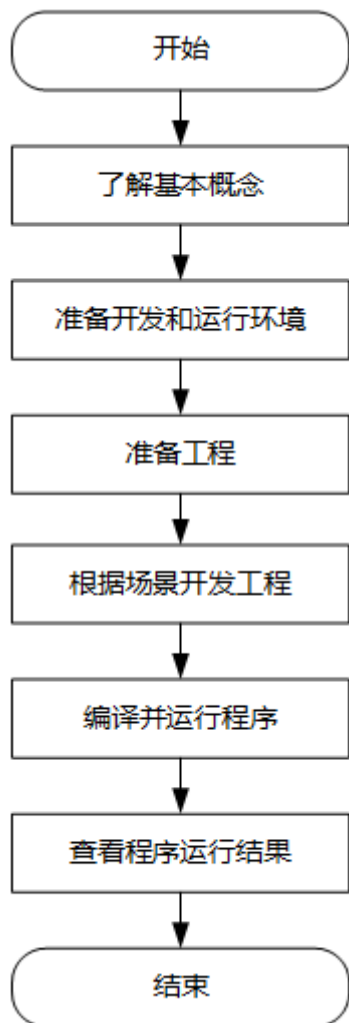 开始
了解基本概念
准备开发和运行环境
准备工程
根据场景开发工程
编译并运行程序
查看程序运行结果
结束